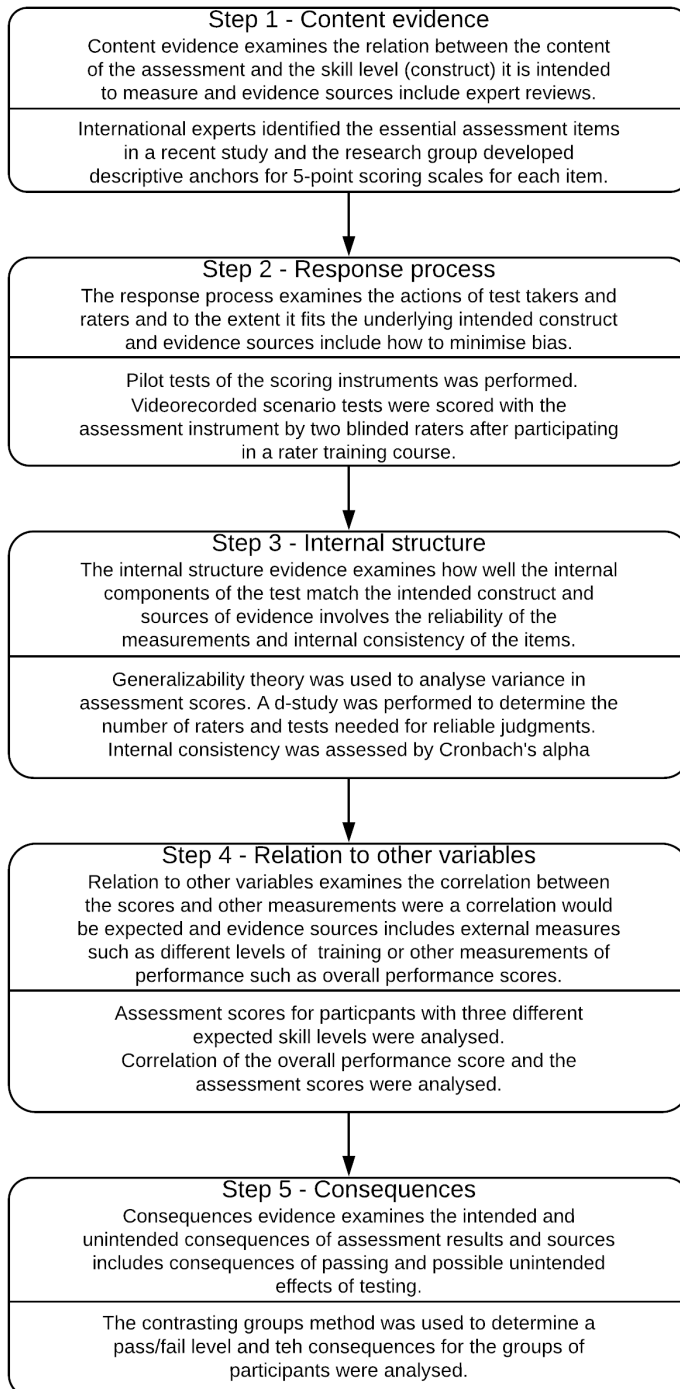 Step 1 - Content evidence
Content evidence examines the relation between the content
of the assessment and the skill level (construct) it is intended
to measure and evidence sources include expert reviews.
International experts identified the essential assessment items
in a recent study and the research group developed
descriptive anchors for 5-point scoring scales for each item.
Step 2 - Response process
The response process examines the actions of test takers and
raters and to the extent it fits the underlying intended construct
and evidence sources include how to minimise bias.
Pilot tests of the scoring instruments was performed.
Videorecorded scenario tests were scored with the
assessment instrument by two blinded raters after participating
in a rater training course.
Step 3 - Internal structure
The internal structure evidence examines how well the internal
components of the test match the intended construct and
sources of evidence involves the reliability of the
measurements and internal consistency of the items.
Generalizability theory was used to analyse variance in
assessment scores. A d-study was performed to determine the
number of raters and tests needed for reliable judgments.
Internal consistency was assessed by Cronbach's alpha
Step 4 - Relation to other variables
Relation to other variables examines the correlation between
the scores and other measurements were a correlation would
be expected and evidence sources includes external measures
such as different levels of  training or other measurements of
performance such as overall performance scores.
Assessment scores for particpants with three different
expected skill levels were analysed.
Correlation of the overall performance score and the
assessment scores were analysed.
Step 5 - Consequences
Consequences evidence examines the intended and
unintended consequences of assessment results and sources
includes consequences of passing and possible unintended
effects of testing.
The contrasting groups method was used to determine a
pass/fail level and teh consequences for the groups of
participants were analysed.